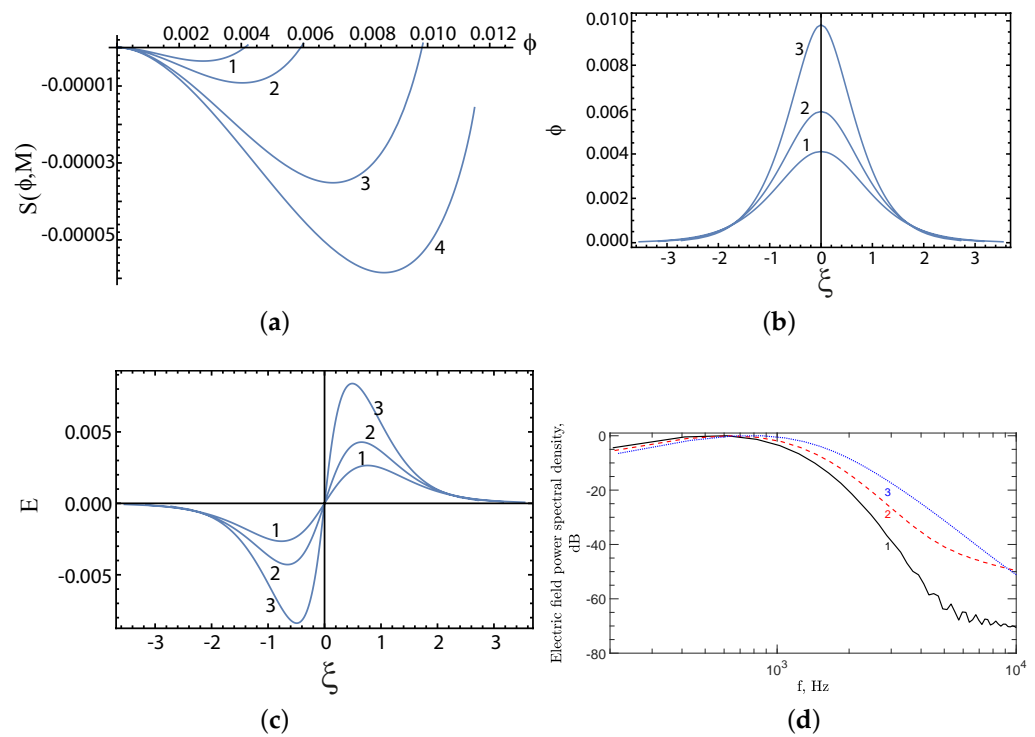 0.002 0.004 0.006 0.008 0.010 0.012 ϕ
-0.00001
-0.00003
-0.00005
S(ϕ,M)
1
2
3
4
(a)
0.010
0.008
0.006
0.004
0.002
0.000
ϕ
3
2
1
-3 -2 -1 0 1 2 3
ξ
(b)
0.005
0.000
-0.005
E
3
2
1
1
2
3
-3 -2 -1 0 1 2 3
ξ
(c)
Electric field power spectral density,
dB
0
-20
-40
-60
-80
3
2
1
10³ 10⁴
f, Hz
(d)